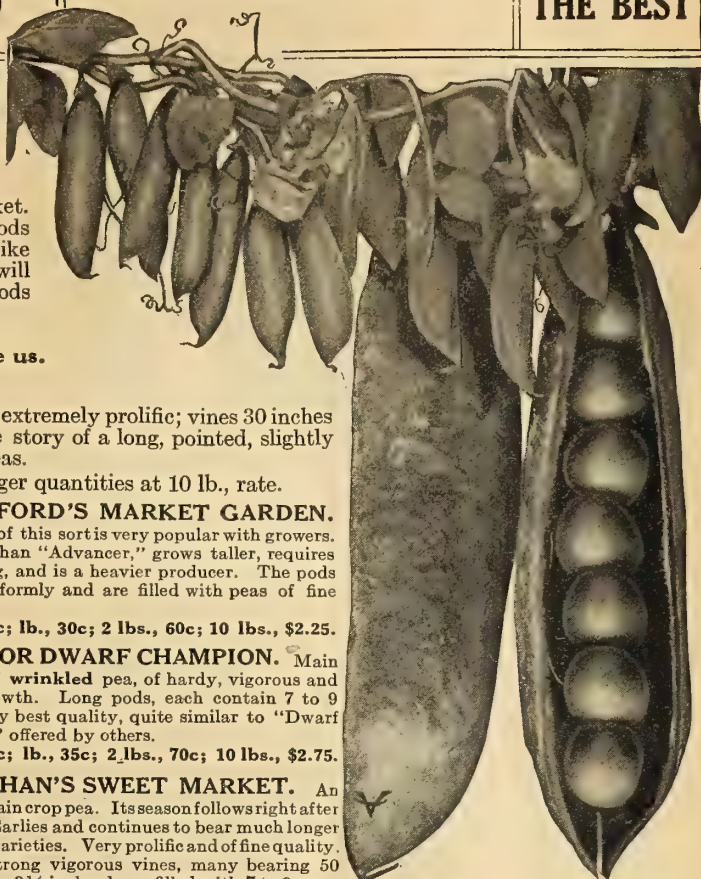 THE BEST
ket.
ods
ike
will
ods
e us.
extremely prolific; vines 30 inches
e story of a long, pointed, slightly
as.
ger quantities at 10 lb., rate.
FORD'S MARKET GARDEN.
of this sort is very popular with growers.
han "Advancer," grows taller, requires
g, and is a heavier producer. The pods
formly and are filled with peas of fine
c; lb., 30c; 2 lbs., 60c; 10 lbs., $2.25.
OR DWARF CHAMPION. Main
wrinkled pea, of hardy, vigorous and
wth. Long pods, each contain 7 to 9
y best quality, quite similar to "Dwarf
" offered by others.
c; lb., 35c; 2 lbs., 70c; 10 lbs., $2.75.
HAN'S SWEET MARKET. An
ain crop pea. Its season follows right after
Earlies and continues to bear much longer
arieties. Very prolific and of fine quality.
trong vigorous vines, many bearing 50